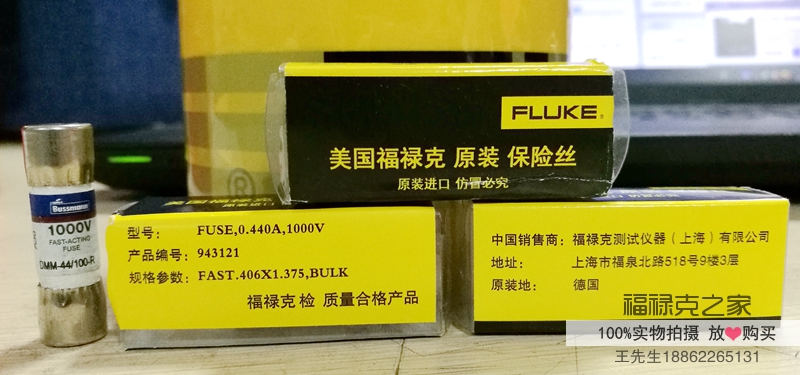 FLUKE®
美国福禄克 原装 保险丝
原装进口 仿冒必究
Bussmann
1000V
FAST-ACTING
FUSE
DMM-44/100-R
型号： FUSE,0.440A,1000V
产品编号： 943121
规格参数： FAST.406X1.375,BULK
福禄克 检 质量合格产品
中国销售商： 福禄克测试仪器（上海）有限公司
地址： 上海市福泉北路518号9楼3层
原装地： 德国
福禄克之家
100%实物拍摄 放❤购买
王先生18862265131
®